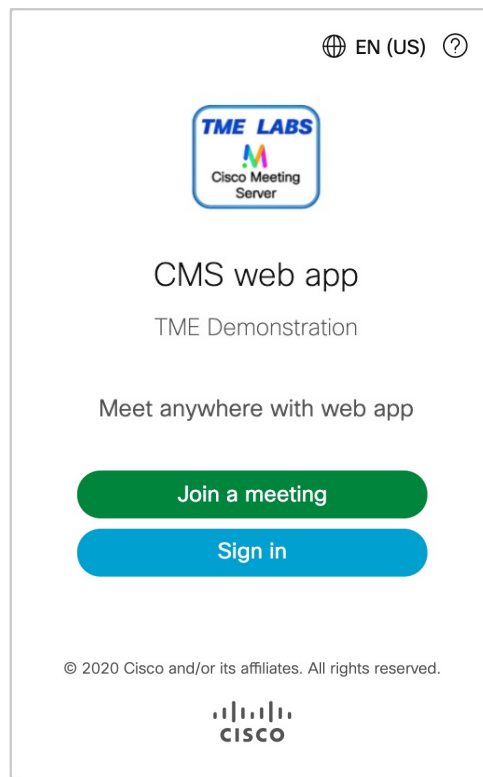 EN (US) ?
TME LABS
Cisco Meeting
Server
CMS web app
TME Demonstration
Meet anywhere with web app
Join a meeting
Sign in
© 2020 Cisco and/or its affiliates. All rights reserved.
CISCO